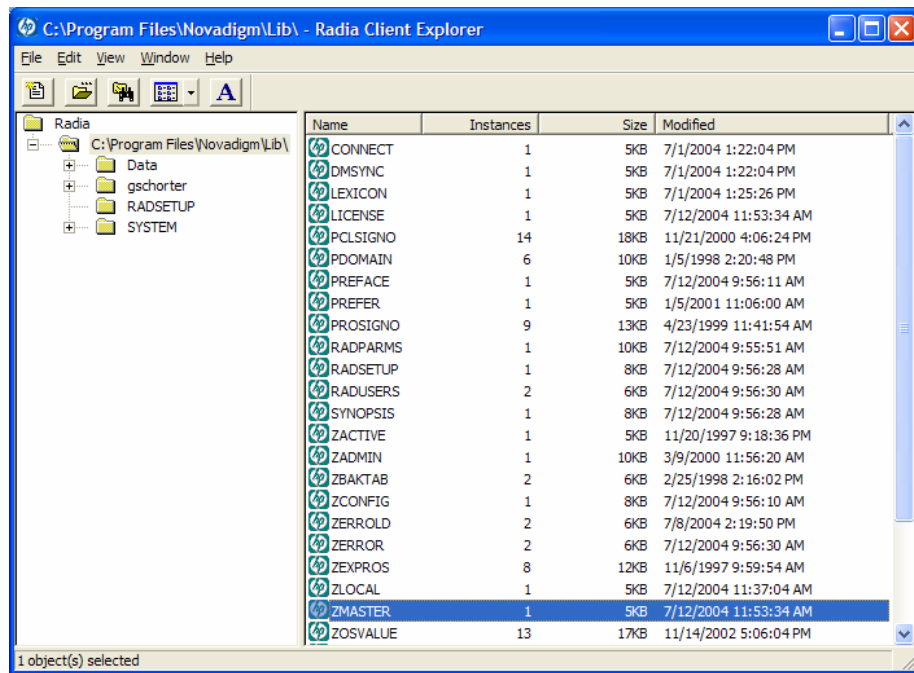 C:\Program Files\Novadigm\Lib\ - Radia Client Explorer
File Edit View Window Help
A
Radia
C:\Program Files\Novadigm\Lib\
Data
gschorter
RADSETUP
SYSTEM
Name Instances Size Modified
CONNECT 1 5KB 7/1/2004 1:22:04 PM
DMSYNC 1 5KB 7/1/2004 1:22:04 PM
LEXICON 1 5KB 7/1/2004 1:25:26 PM
LICENSE 1 5KB 7/12/2004 11:53:34 AM
PCLSIGNO 14 18KB 11/21/2000 4:06:24 PM
PDOMAIN 6 10KB 1/5/1998 2:20:48 PM
PREFACE 1 5KB 7/12/2004 9:56:11 AM
PREFER 1 5KB 1/5/2001 11:06:00 AM
PROSIGNO 9 13KB 4/23/1999 11:41:54 AM
RADPARMS 1 10KB 7/12/2004 9:55:51 AM
RADSETUP 1 8KB 7/12/2004 9:56:28 AM
RADUSERS 2 6KB 7/12/2004 9:56:30 AM
SYNOPSIS 1 8KB 7/12/2004 9:56:28 AM
ZACTIVE 1 5KB 11/20/1997 9:18:36 PM
ZADMIN 1 10KB 3/9/2000 11:56:20 AM
ZBAKTAB 2 6KB 2/25/1998 2:16:02 PM
ZCONFIG 1 8KB 7/12/2004 9:56:10 AM
ZERROLD 2 6KB 7/8/2004 2:19:50 PM
ZERROR 2 6KB 7/12/2004 9:56:30 AM
ZEXPROS 8 12KB 11/6/1997 9:59:54 AM
ZLOCAL 1 5KB 7/12/2004 11:37:04 AM
ZMASTER 1 5KB 7/12/2004 11:53:34 AM
ZOSVALUE 13 17KB 11/14/2002 5:06:04 PM
1 object(s) selected